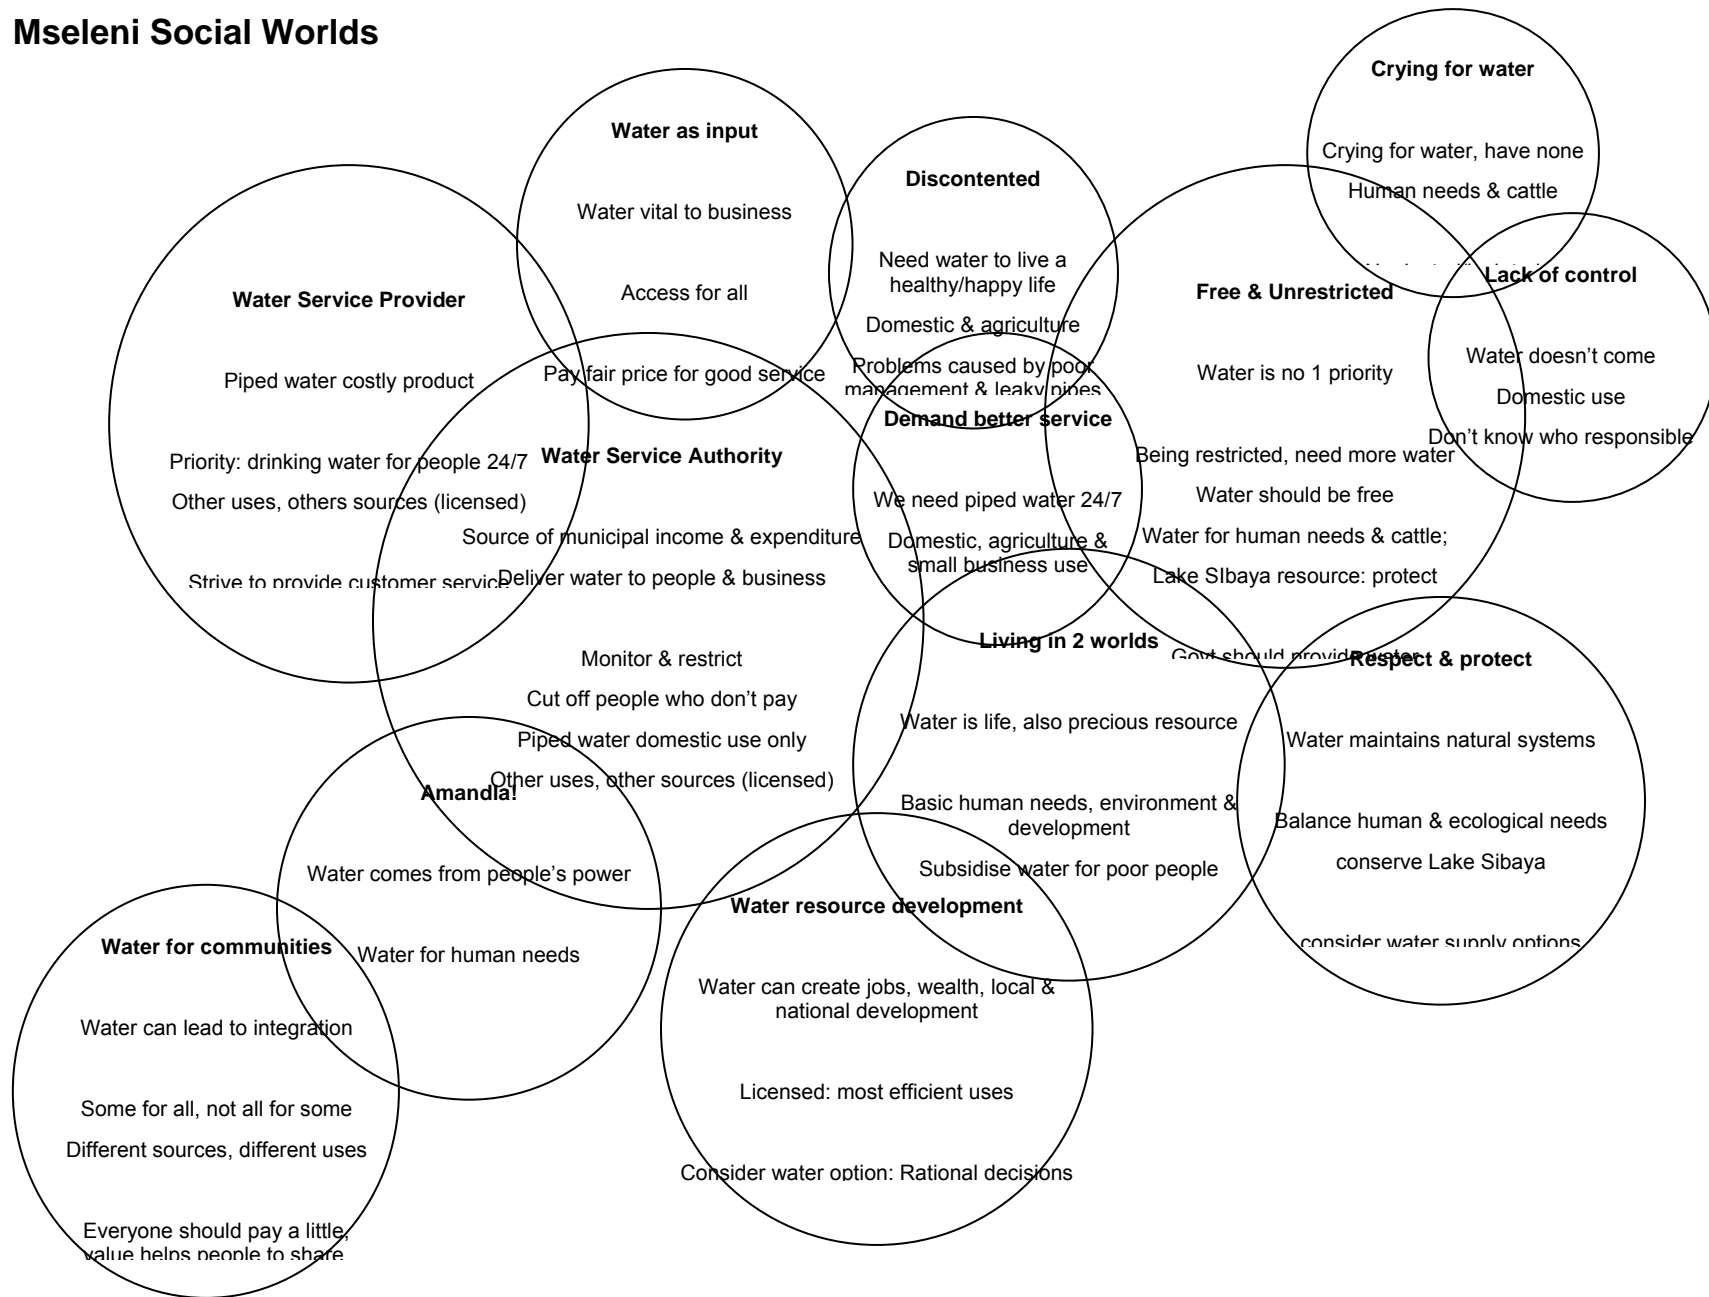 Mseleni Social Worlds
Crying for water
Crying for water, have none
Human needs & cattle
Water as input
Water vital to business
Access for all
Pay fair price for good service
Discontented
Need water to live a
healthy/happy life
Domestic & agriculture
Problems caused by poor
management & leaky pipes
Lack of control
Water doesn't come
Domestic use
Don't know who responsible
Free & Unrestricted
Water is no 1 priority
Being restricted, need more water
Water should be free
Water for human needs & cattle;
Lake SIbaya resource: protect
Govt should provide water
Water Service Provider
Piped water costly product
Priority: drinking water for people 24/7
Other uses, others sources (licensed)
Strive to provide customer service
Demand better service
We need piped water 24/7
Domestic, agriculture &
small business use
Water Service Authority
Source of municipal income & expenditure
Deliver water to people & business
Monitor & restrict
Cut off people who don't pay
Piped water domestic use only
Other uses, other sources (licensed)
Living in 2 worlds
Water is life, also precious resource
Basic human needs, environment &
development
Subsidise water for poor people
Respect & protect
Water maintains natural systems
Balance human & ecological needs
conserve Lake Sibaya
consider water supply options
Amandla!
Water comes from people's power
Water for human needs
Water resource development
Water can create jobs, wealth, local &
national development
Licensed: most efficient uses
Consider water option: Rational decisions
Water for communities
Water can lead to integration
Some for all, not all for some
Different sources, different uses
Everyone should pay a little,
value helps people to share